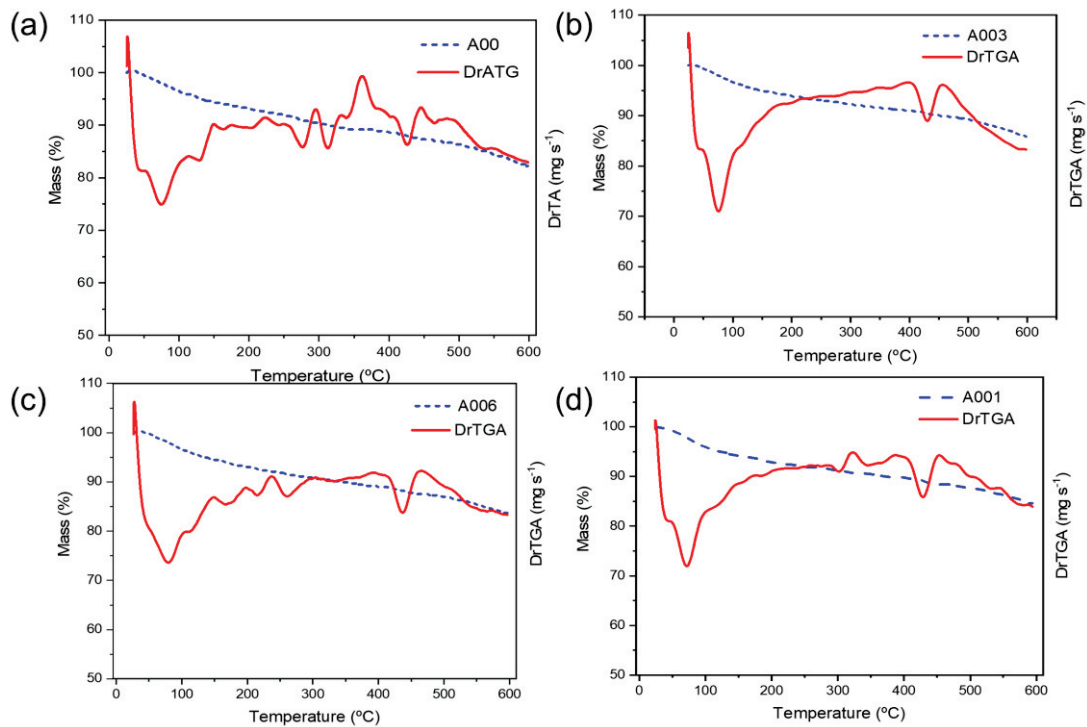 (a)
110
100
90
80
70
60
50
Mass (%)
A00
DrATG
DrTA (mg s⁻¹)
0 100 200 300 400 500 600
Temperature (ºC)
(b)
110
100
90
80
70
60
50
Mass (%)
A003
DrTGA
DrTGA (mg s⁻¹)
0 100 200 300 400 500 600
Temperature (ºC)
(c)
110
100
90
80
70
60
50
Mass (%)
A006
DrTGA
DrTGA (mg s⁻¹)
0 100 200 300 400 500 600
Temperature (ºC)
(d)
110
100
90
80
70
60
50
Mass (%)
A001
DrTGA
DrTGA (mg s⁻¹)
0 100 200 300 400 500 600
Temperature (ºC)